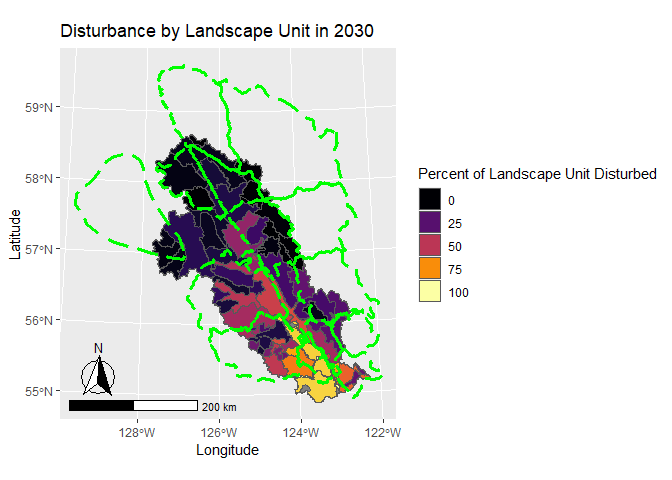 Disturbance by Landscape Unit in 2030
59°N
58°N
57°N
56°N
55°N
Latitude
N
200 km
128°W
126°W
124°W
122°W
Longitude
Percent of Landscape Unit Disturbed
0
25
50
75
100